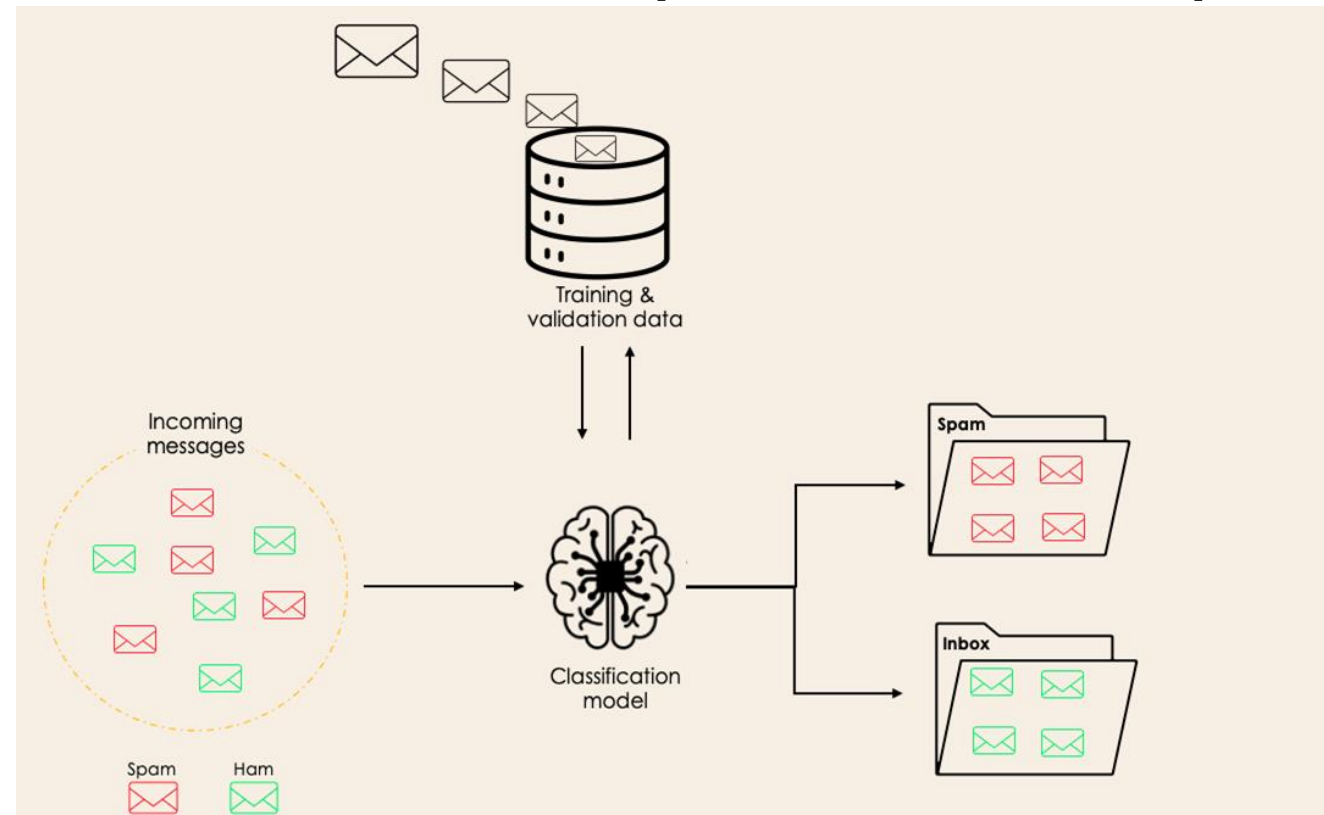 Training &
validation data
Incoming
messages
Spam
Classification
model
Inbox
Spam
Ham